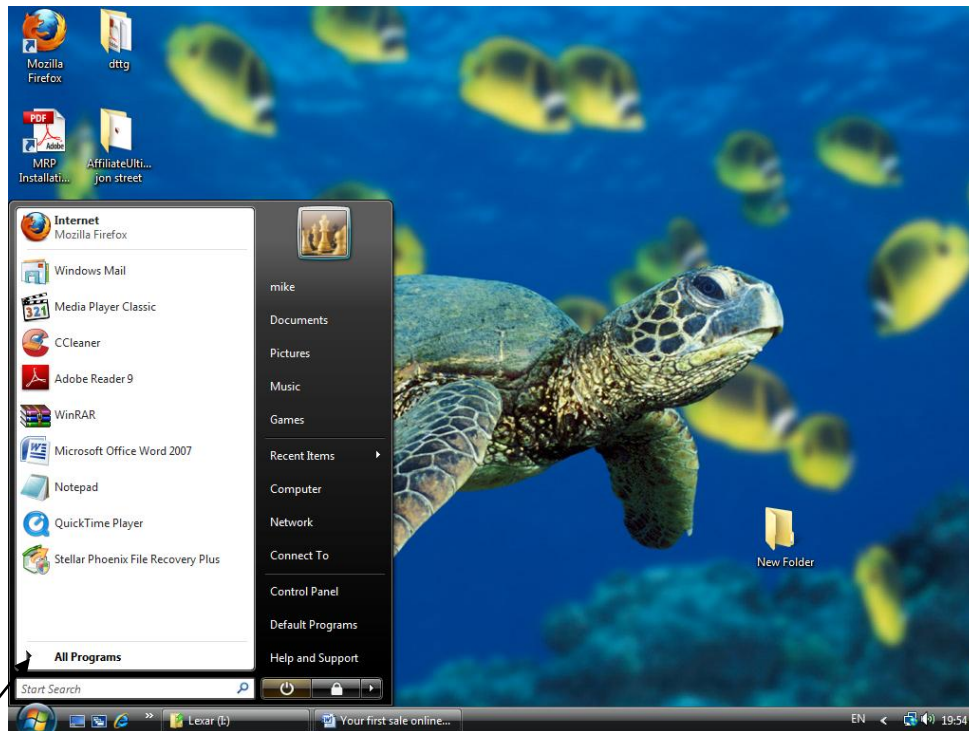 Mozilla
Firefox
dttg
PDF
Adobe
MRP
Installati...
AffiliateUlti...
jon street
Internet
Mozilla Firefox
Windows Mail
321
Media Player Classic
CCleaner
Adobe Reader 9
WinRAR
W
Microsoft Office Word 2007
Notepad
QuickTime Player
Stellar Phoenix File Recovery Plus
All Programs
Start Search
mike
Documents
Pictures
Music
Games
Recent Items
Computer
Network
Connect To
Control Panel
Default Programs
Help and Support
New Folder
Lexar (I:)
Your first sale online...
EN
19:54